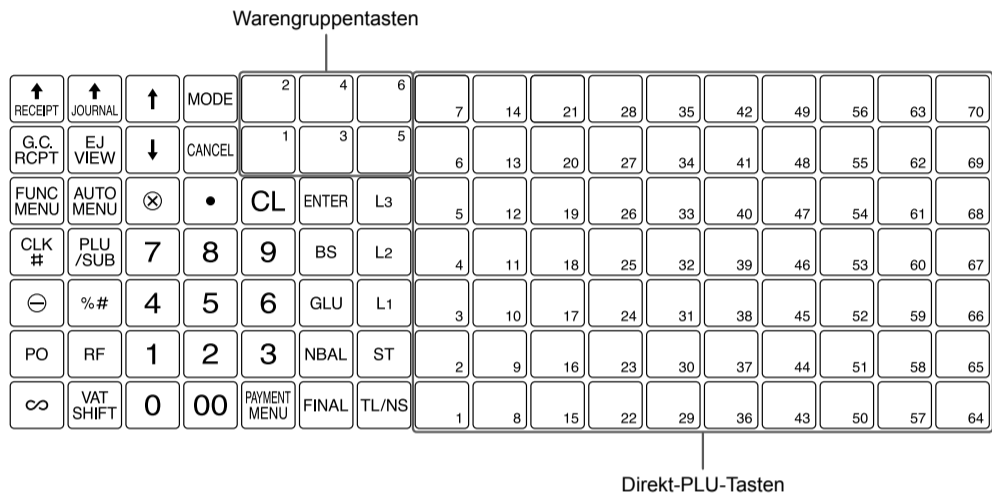 Warengruppentasten
↑ RECEIPT ↑ JOURNAL ↑ MODE 2 4 6 7 14 21 28 35 42 49 56 63 70
G.C. RCPT EJ VIEW ↓ CANCEL 1 3 5 6 13 20 27 34 41 48 55 62 69
FUNC MENU AUTO MENU ⊗ • CL ENTER L3 5 12 19 26 33 40 47 54 61 68
CLK # PLU /SUB 7 8 9 BS L2 4 11 18 25 32 39 46 53 60 67
⊖ %# 4 5 6 GLU L1 3 10 17 24 31 38 45 52 59 66
PO RF 1 2 3 NBAL ST 2 9 16 23 30 37 44 51 58 65
∞ VAT SHIFT 0 00 PAYMENT MENU FINAL TL/NS 1 8 15 22 29 36 43 50 57 64
Direkt-PLU-Tasten